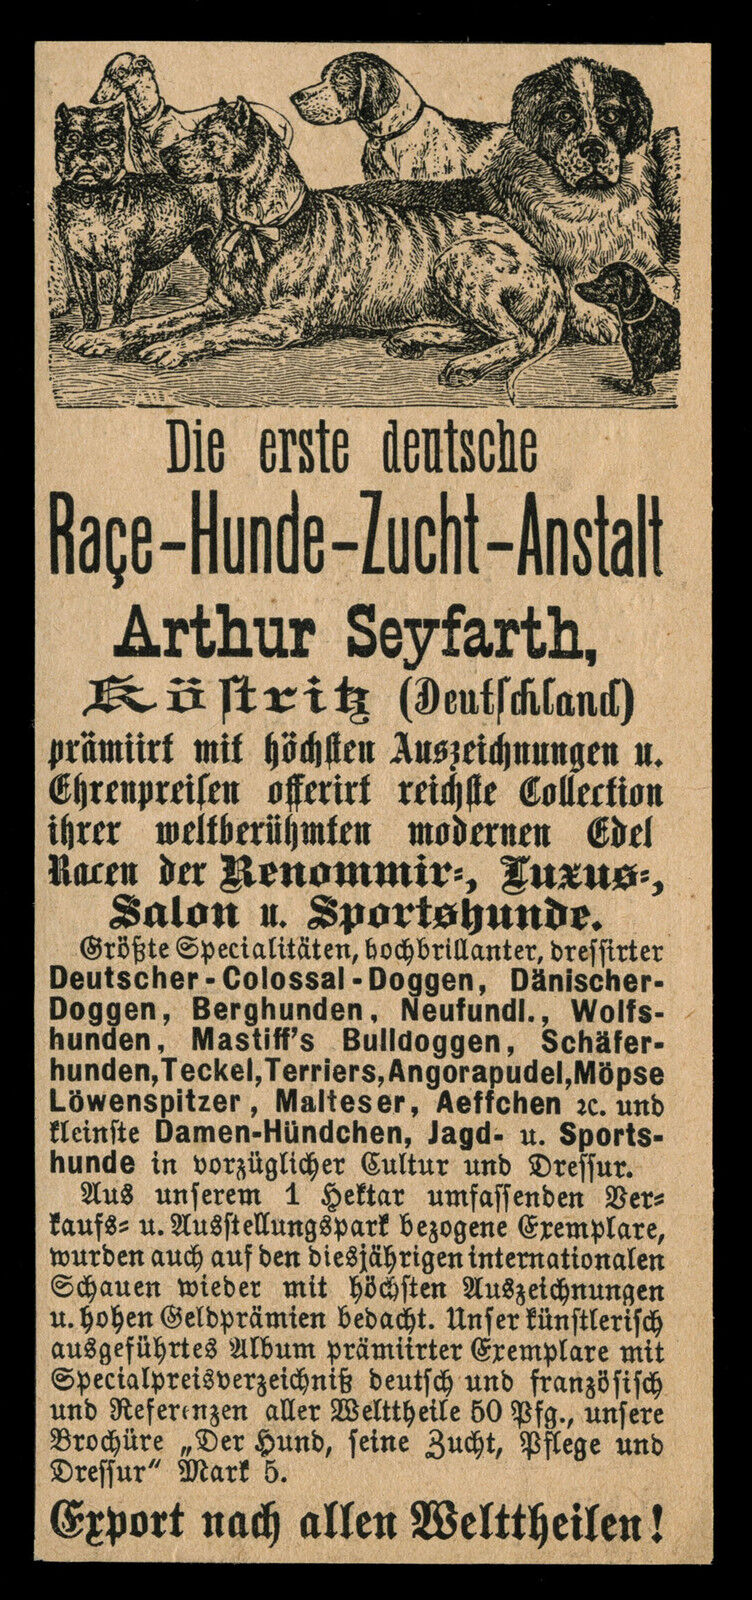 Die erste deutsche
Raçe-Hunde-Zucht-Anstalt
Arthur Seyfarth,
Köstritz (Deutschland)
prämiirt mit höchsten Auszeichnungen u.
Ehrenpreisen offerirt reichste Collection
ihrer weltberühmten modernen Edel
Racen der Renommir-, Luxus-,
Salon u. Sportshunde.
Größte Specialitäten, hochbrillanter, dressirter
Deutscher-Colossal-Doggen, Dänischer-
Doggen, Berghunden, Neufundl., Wolfs-
hunden, Mastiff's Bulldoggen, Schäfer-
hunden, Teckel, Terriers, Angorapudel, Möpse
Löwenspitzer, Malteser, Aeffchen ꝛc. und
kleinste Damen-Hündchen, Jagd- u. Sports-
hunde in vorzüglicher Cultur und Dressur.
Aus unserem 1 Hektar umfassenden Ver-
kaufs- u. Ausstellungspark bezogene Exemplare,
wurden auch auf den diesjährigen internationalen
Schauen wieder mit höchsten Auszeichnungen
u. hohen Geldprämien bedacht. Unser künstlerisch
ausgeführtes Album prämiirter Exemplare mit
Specialpreisverzeichniß deutsch und französisch
und Referenzen aller Welttheile 50 Pfg., unsere
Brochüre „Der Hund, seine Zucht, Pflege und
Dressur" Mark 5.
Export nach allen Welttheilen!